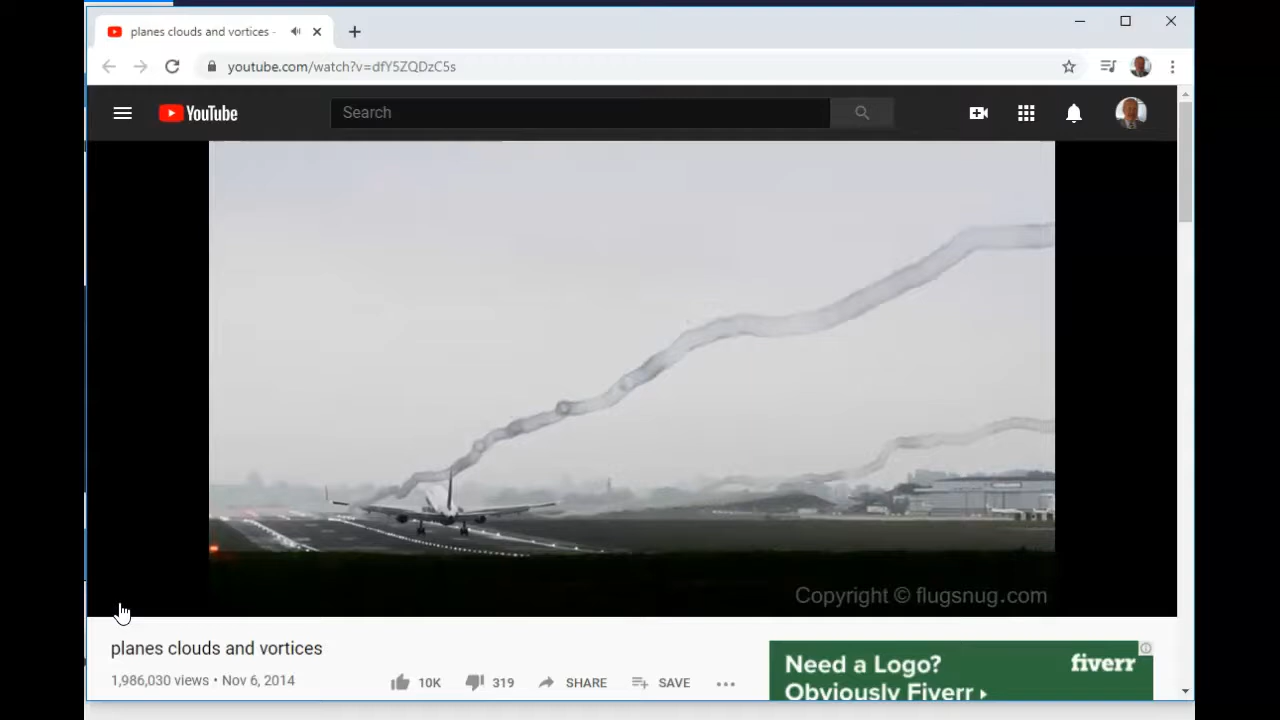 planes clouds and vortices -
youtube.com/watch?v=dfY5ZQDzC5s
YouTube
Search
Copyright © flugsnug.com
planes clouds and vortices
1,986,030 views • Nov 6, 2014
10K
319
SHARE
SAVE
Need a Logo?
Obviously Fiverr
fiverr